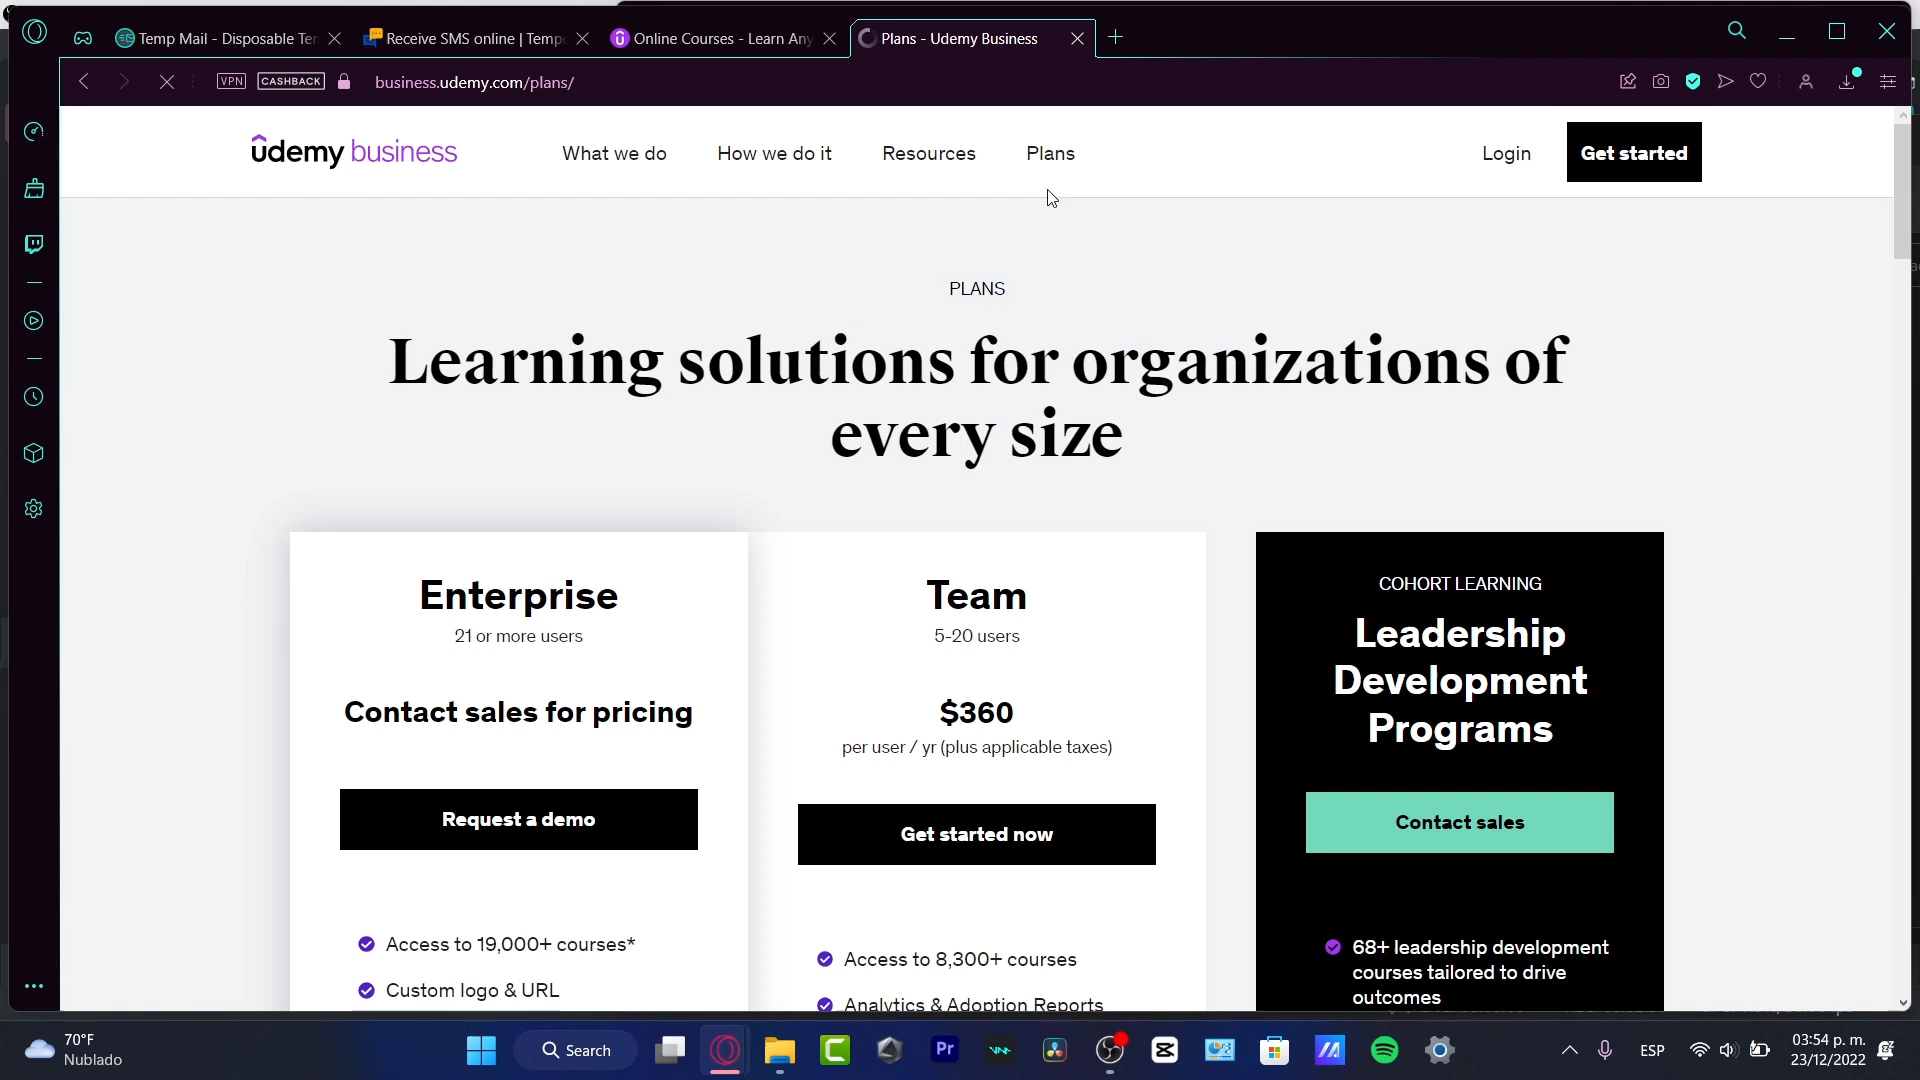 Temp Mail - Disposable Ten
Receive SMS online | Tempo
Online Courses - Learn Any
Plans - Udemy Business
VPN
CASHBACK
business.udemy.com/plans/
udemy business
What we do
How we do it
Resources
Plans
Login
Get started
PLANS
Learning solutions for organizations of
every size
Enterprise
21 or more users
Contact sales for pricing
Request a demo
Access to 19,000+ courses*
Custom logo & URL
Team
5-20 users
$360
per user / yr (plus applicable taxes)
Get started now
Access to 8,300+ courses
Analytics & Adoption Reports
COHORT LEARNING
Leadership
Development
Programs
Contact sales
68+ leadership development
courses tailored to drive
outcomes
70°F
Nublado
Search
Pr
ESP
03:54 p. m.
23/12/2022